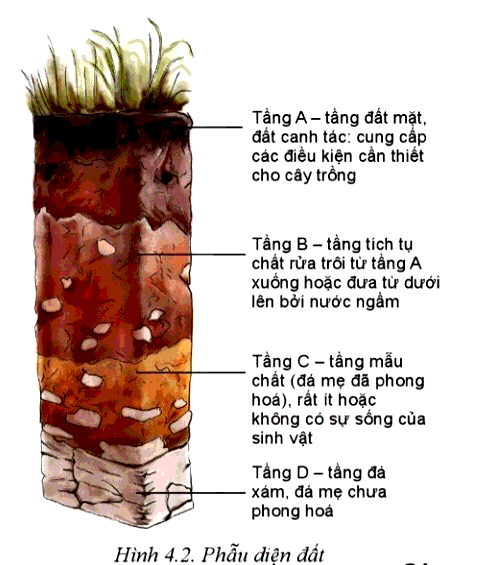 Tầng A – tầng đất mặt,
đất canh tác: cung cấp
các điều kiện cần thiết
cho cây trồng
Tầng B – tầng tích tụ
chất rửa trôi từ tầng A
xuống hoặc đưa từ dưới
lên bởi nước ngầm
Tầng C – tầng mẫu
chất (đá mẹ đã phong
hoá), rất ít hoặc
không có sự sống của
sinh vật
Tầng D – tầng đá
xám, đá mẹ chưa
phong hoá
Hình 4.2. Phẫu diện đất